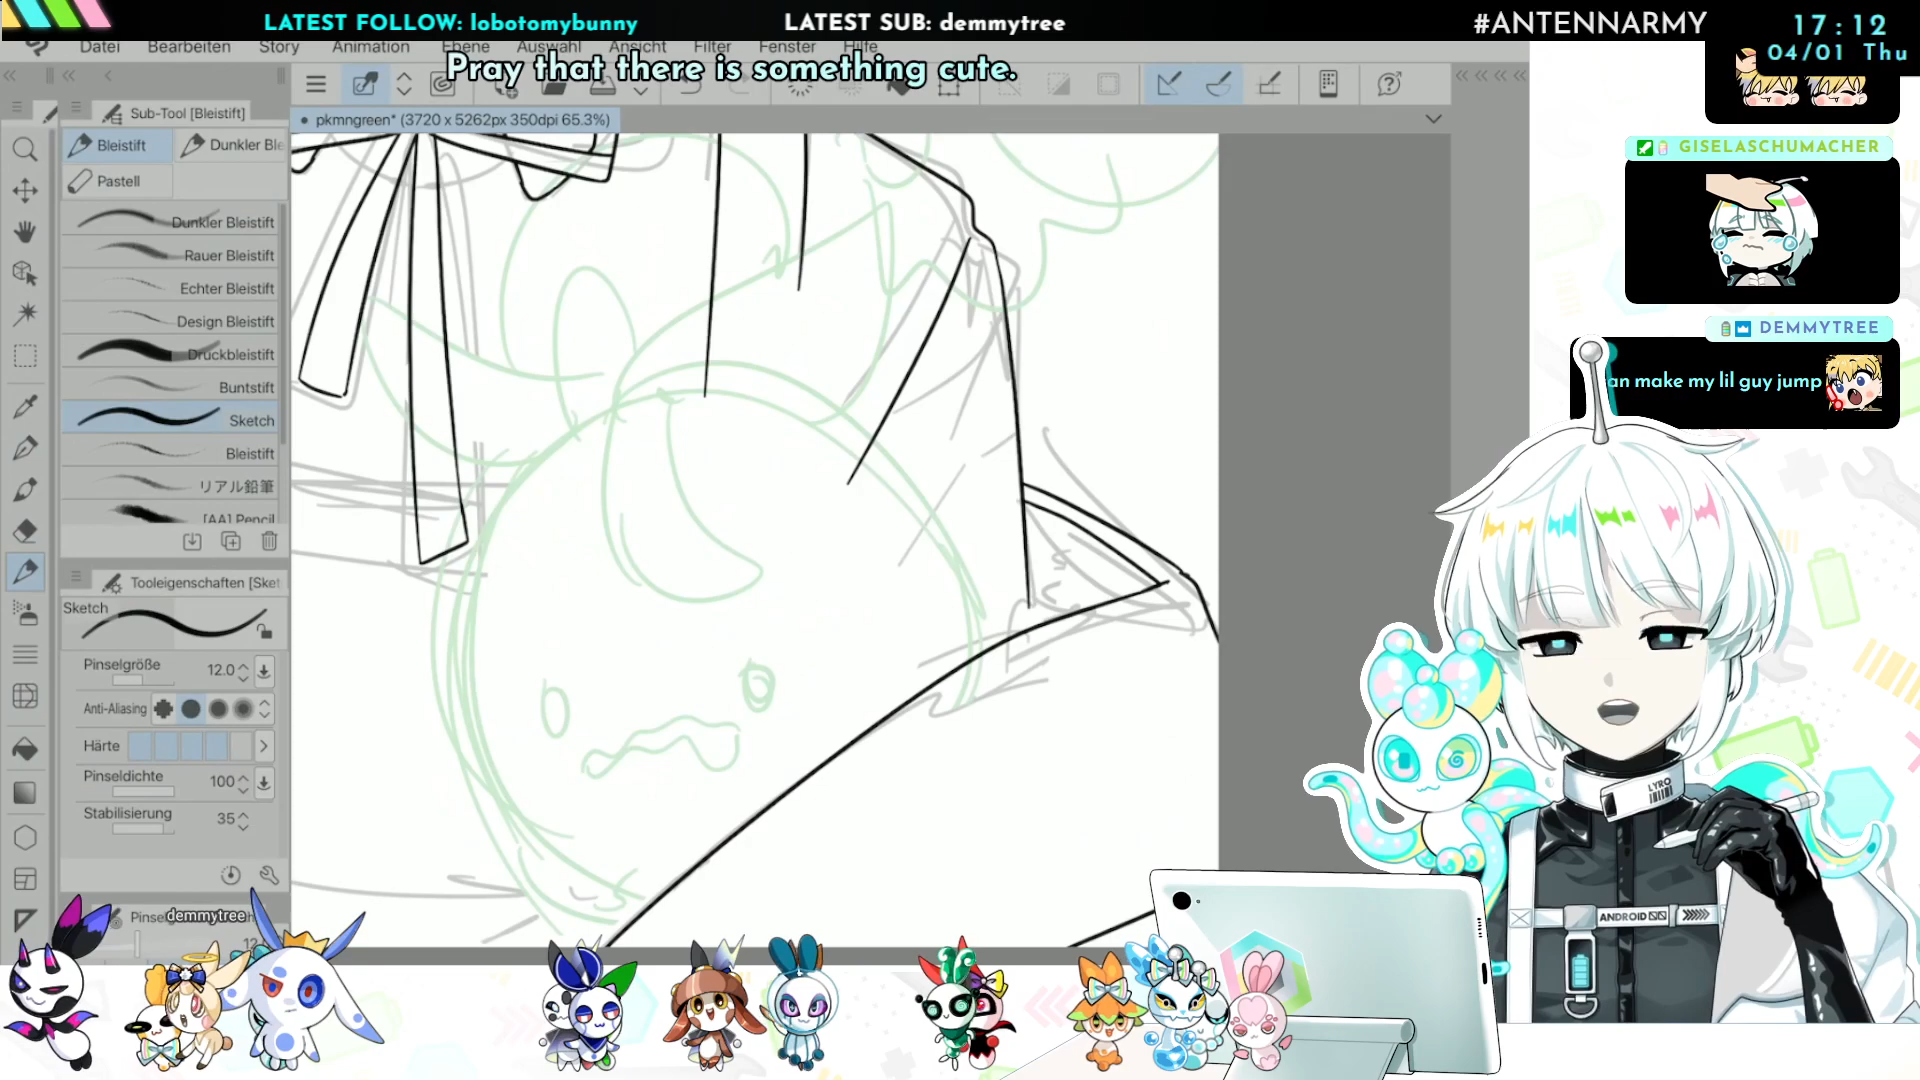 LATEST FOLLOW: lobotomybunny
LATEST SUB: demmytree
#ANTENNARMY
17:12
04/01 Thu
Datei Bearbeiten Story Animation Ebene Auswahl Ansicht Filter Fenster Hilfe
Pray that there is something cute.
Sub-Tool [Bleistift]
pkmngreen* (3720 x 5262px 350dpi 65.3%)
Bleistift
Dunkler Ble
Pastell
Dunkler Bleistift
Rauer Bleistift
Echter Bleistift
Design Bleistift
Druckbleistift
Buntstift
Sketch
Bleistift
リアル鉛筆
[AA] Pencil
Tooleigenschaften [Sket
Sketch
Pinselgröße 12.0
Anti-Aliasing
Härte
Pinseldichte 100
Stabilisierung 35
Pinsel
demmytree
12
GISELASCHUMACHER
DEMMYTREE
an make my lil guy jump
LYRO
ANDROID